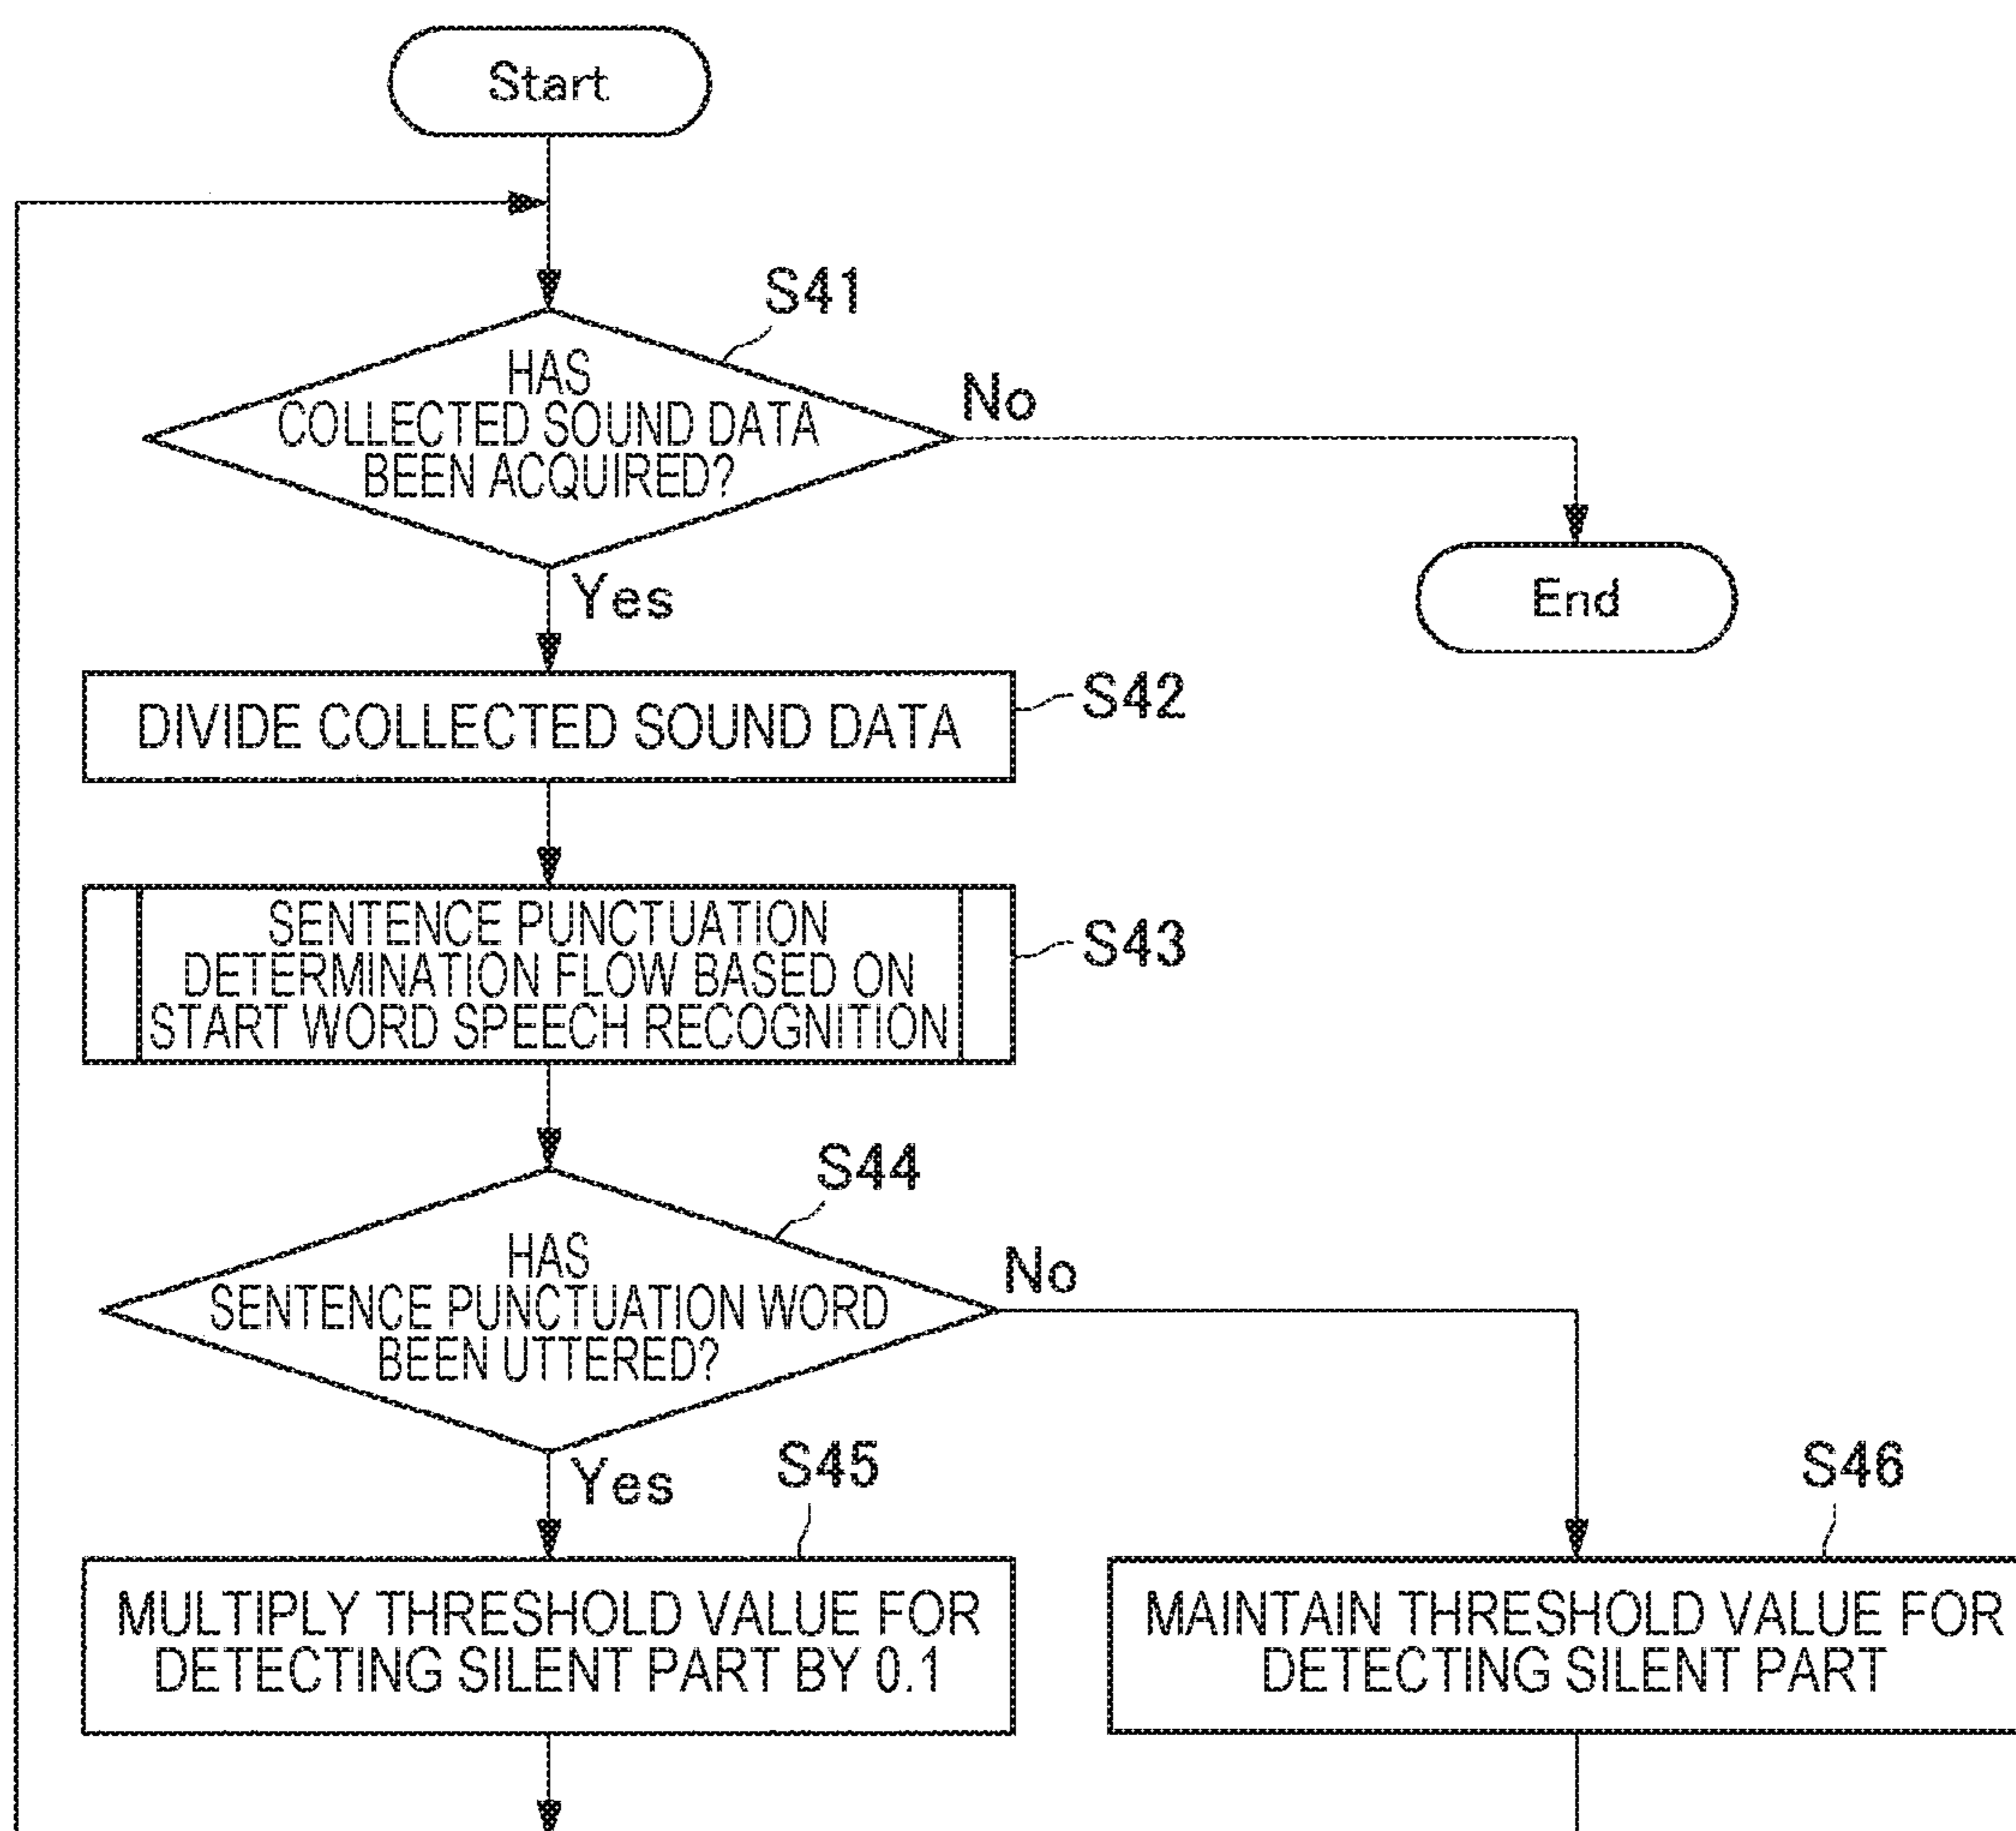 Start
S41
HAS
COLLECTED SOUND DATA
BEEN ACQUIRED?
No
End
Yes
DIVIDE COLLECTED SOUND DATA
S42
SENTENCE PUNCTUATION
DETERMINATION FLOW BASED ON
START WORD SPEECH RECOGNITION
S43
S44
HAS
SENTENCE PUNCTUATION WORD
BEEN UTTERED?
No
Yes
S45
MULTIPLY THRESHOLD VALUE FOR
DETECTING SILENT PART BY 0.1
S46
MAINTAIN THRESHOLD VALUE FOR
DETECTING SILENT PART